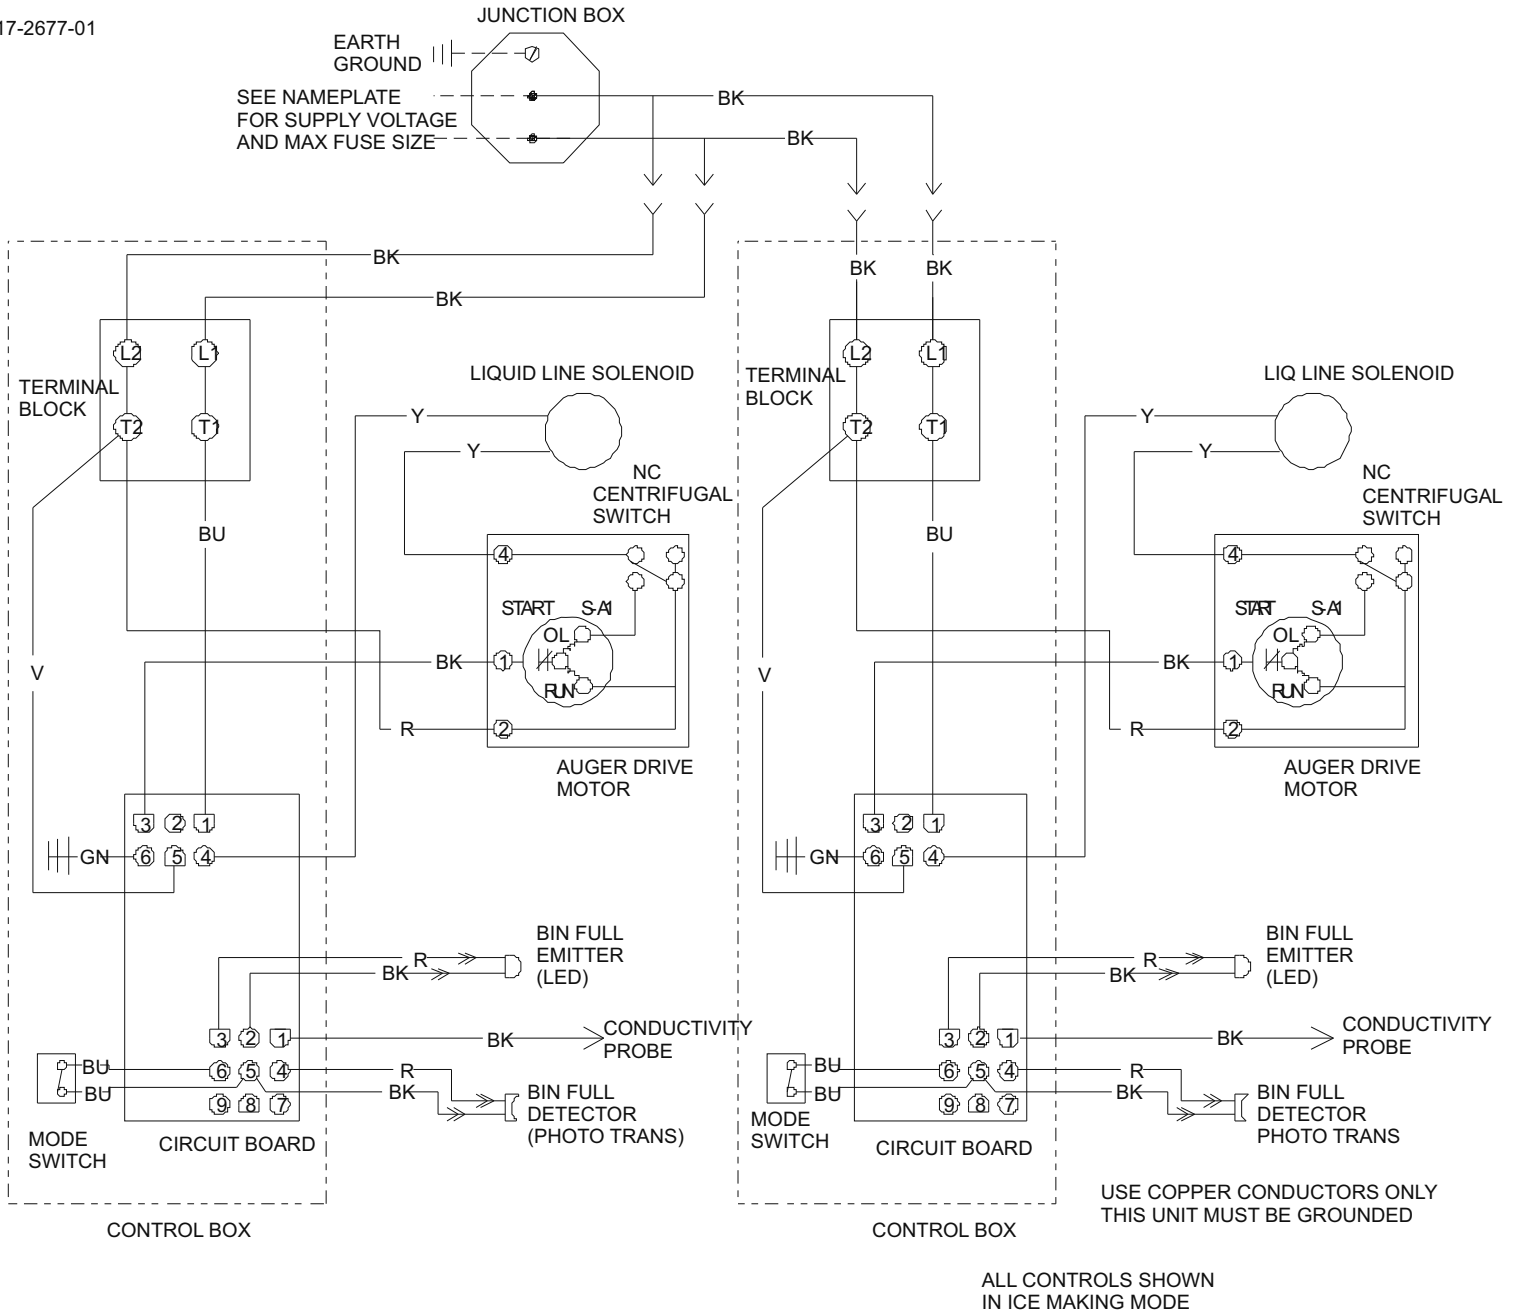 17-2677-01
JUNCTION BOX
EARTH
GROUND
SEE NAMEPLATE
FOR SUPPLY VOLTAGE
AND MAX FUSE SIZE
BK
BK
BK
BK
BK
BK
L2
L1
T2
T1
TERMINAL
BLOCK
LIQUID LINE SOLENOID
Y
Y
NC
CENTRIFUGAL
SWITCH
BU
4
START
S-A1
OL
1
RUN
2
V
BK
R
AUGER DRIVE
MOTOR
3 2 1
6 5 4
GN
BIN FULL
EMITTER
(LED)
R
BK
3 2 1
6 5 4
9 8 7
BK
CONDUCTIVITY
PROBE
BU
BU
R
BK
BIN FULL
DETECTOR
(PHOTO TRANS)
MODE
SWITCH
CIRCUIT BOARD
CONTROL BOX
L2
L1
T2
T1
TERMINAL
BLOCK
LIQ LINE SOLENOID
Y
Y
NC
CENTRIFUGAL
SWITCH
BU
4
START
S-A1
OL
1
RUN
2
V
BK
R
AUGER DRIVE
MOTOR
3 2 1
6 5 4
GN
BIN FULL
EMITTER
(LED)
R
BK
3 2 1
6 5 4
9 8 7
BK
CONDUCTIVITY
PROBE
BU
BU
R
BK
BIN FULL
DETECTOR
PHOTO TRANS
MODE
SWITCH
CIRCUIT BOARD
CONTROL BOX
USE COPPER CONDUCTORS ONLY
THIS UNIT MUST BE GROUNDED
ALL CONTROLS SHOWN
IN ICE MAKING MODE